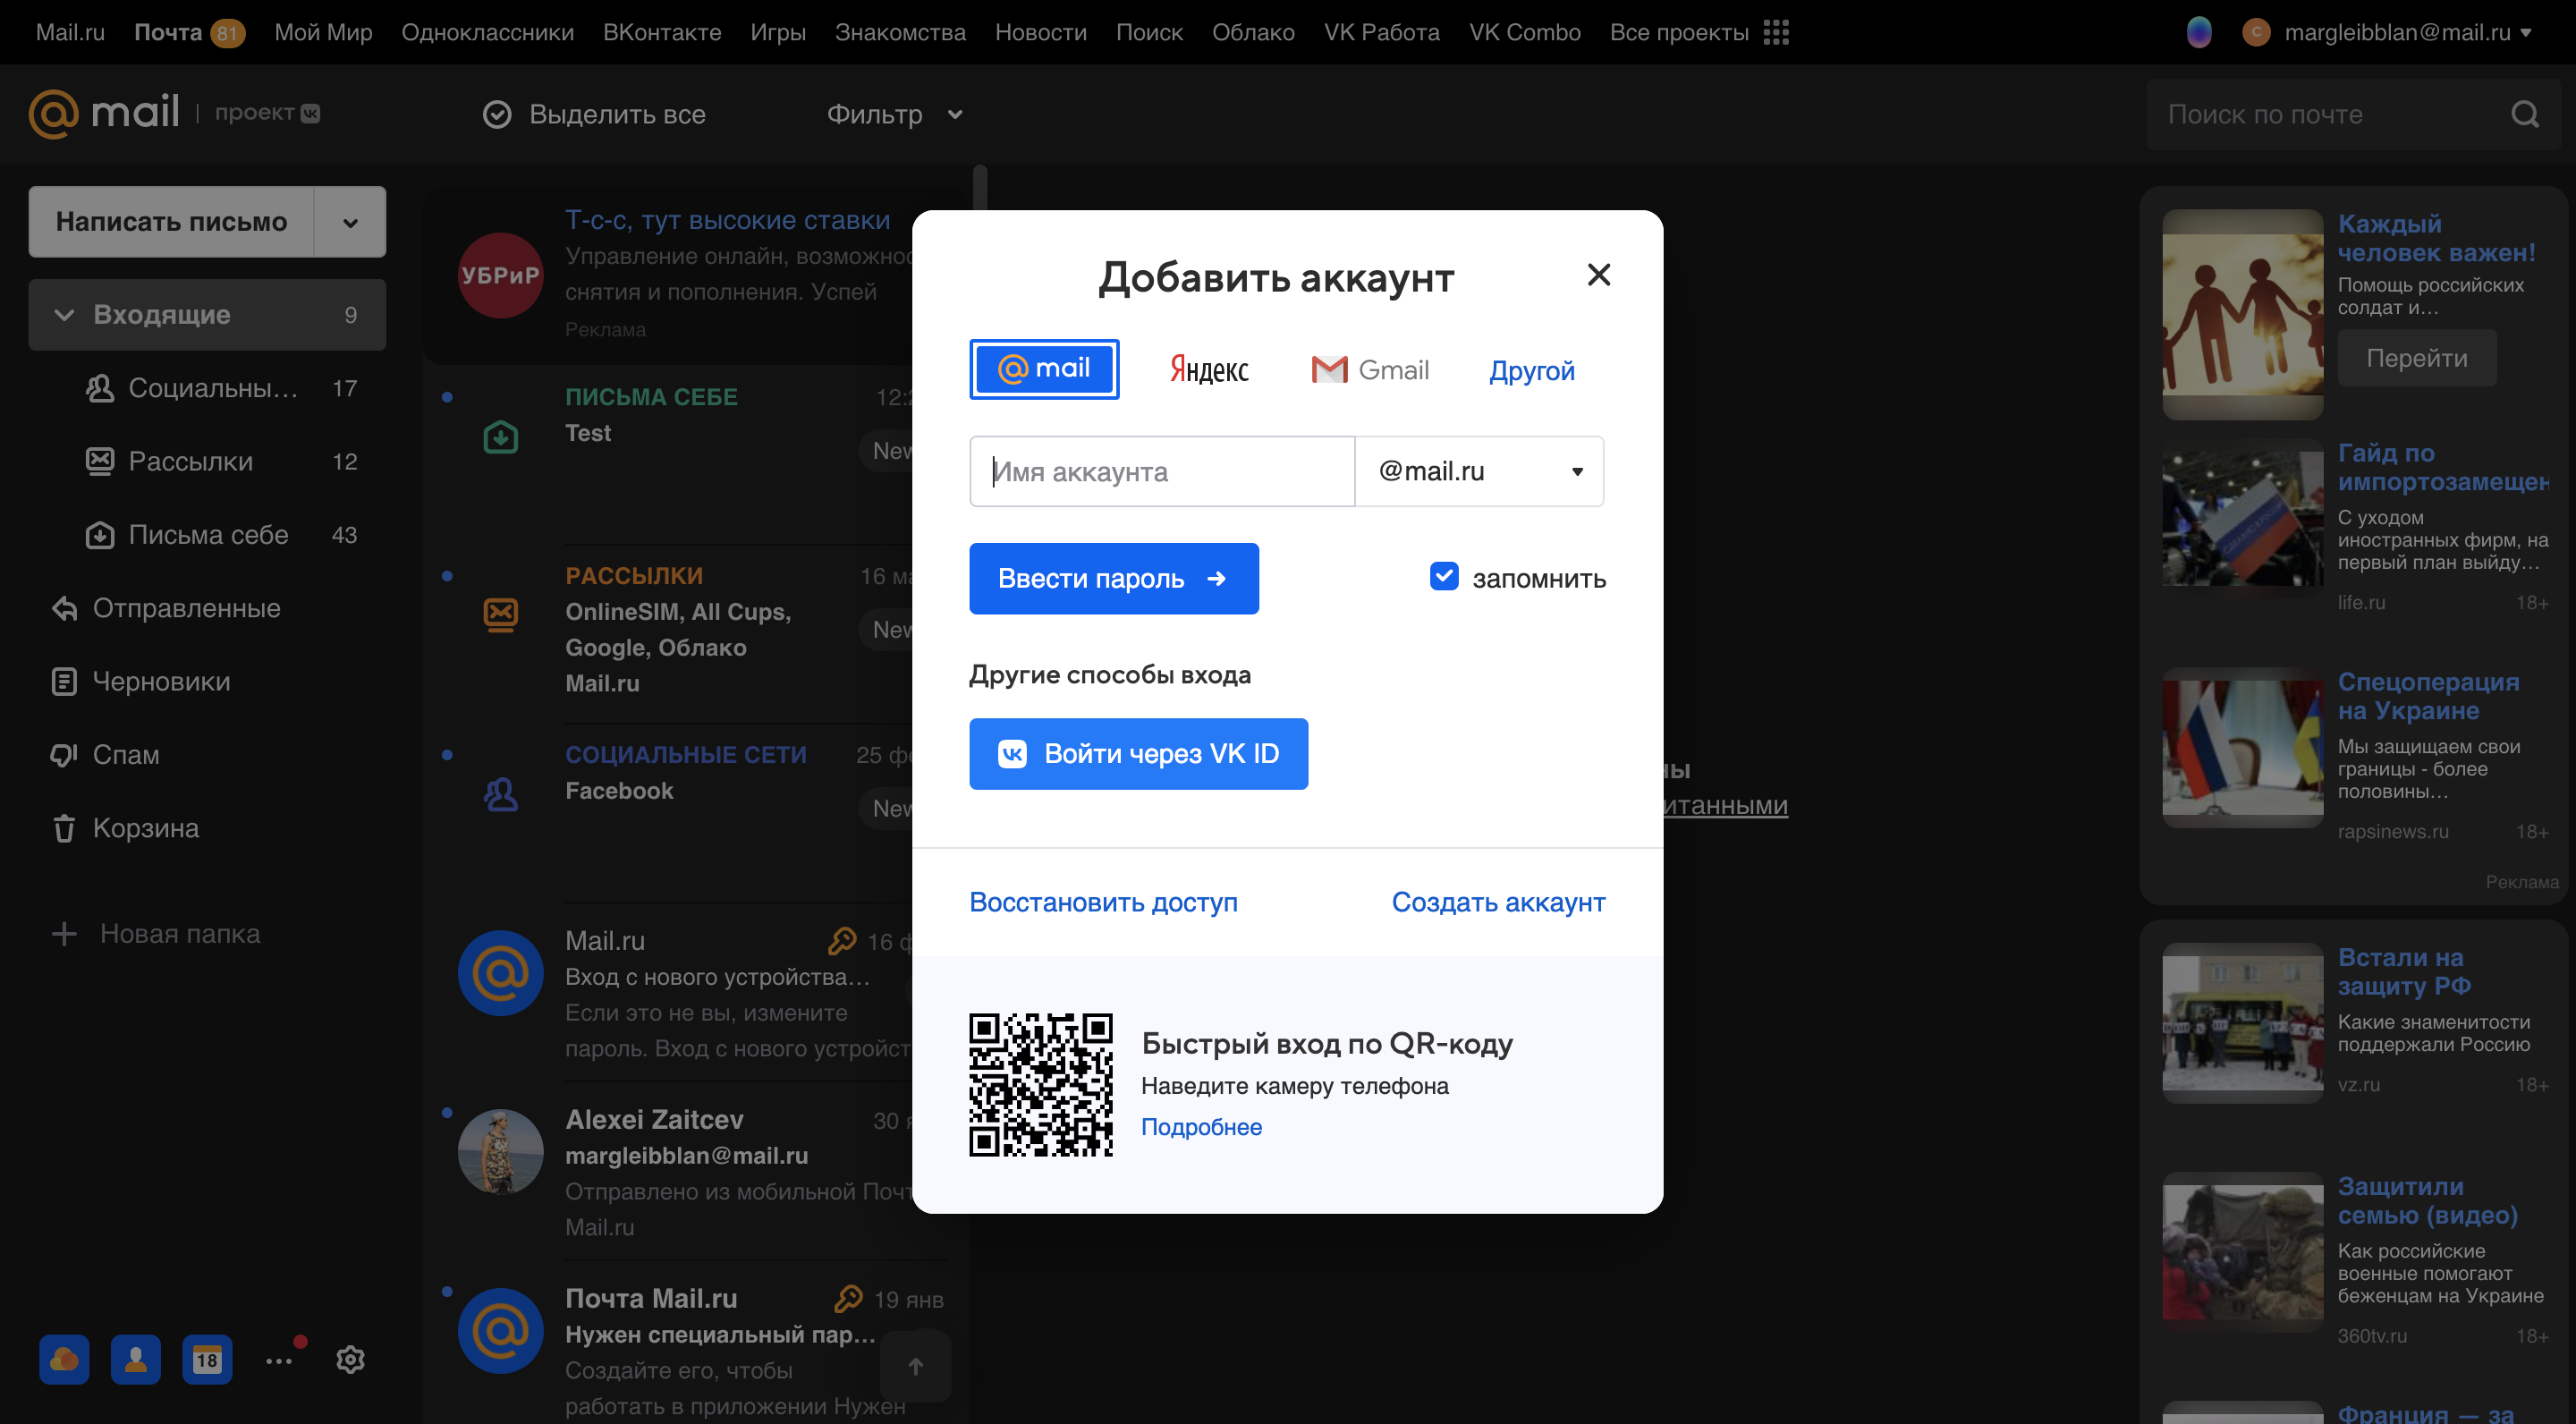 Mail.ru Почта 81 Мой Мир Одноклассники ВКонтакте Игры Знакомства Новости Поиск Облако VK Работа VK Combo Все проекты C margleibblan@mail.ru
mail проект
Выделить все Фильтр Поиск по почте
Написать письмо
Входящие 9
Социальны... 17
Рассылки 12
Письма себе 43
Отправленные
Черновики
Спам
Корзина
Новая папка
18
УБРиР
Т-с-с, тут высокие ставки
Управление онлайн, возможнос
снятия и пополнения. Успей
Реклама
ПИСЬМА СЕБЕ 12:
Test
New
РАССЫЛКИ 16 ма
OnlineSIM, All Cups,
Google, Облако
Mail.ru
New
СОЦИАЛЬНЫЕ СЕТИ 25 фе
Facebook
New
Mail.ru 16 ф
Вход с нового устройства...
Если это не вы, измените
пароль. Вход с нового устройст
Alexei Zaitcev 30
margleibblan@mail.ru
Отправлено из мобильной Почт
Mail.ru
Почта Mail.ru 19 янв
Нужен специальный пар...
Создайте его, чтобы
работать в приложении Нужен
Добавить аккаунт
mail Яндекс Gmail Другой
Имя аккаунта @mail.ru
Ввести пароль запомнить
Другие способы входа
Войти через VK ID
Восстановить доступ Создать аккаунт
Быстрый вход по QR-коду
Наведите камеру телефона
Подробнее
ны
итанными
Каждый
человек важен!
Помощь российских
солдат и...
Перейти
Гайд по
импортозамещен
С уходом
иностранных фирм, на
первый план выйду...
life.ru 18+
Спецоперация
на Украине
Мы защищаем свои
границы - более
половины...
rapsinews.ru 18+
Реклама
Встали на
защиту РФ
Какие знаменитости
поддержали Россию
vz.ru 18+
Защитили
семью (видео)
Как российские
военные помогают
беженцам на Украине
360tv.ru 18+
Франция — за